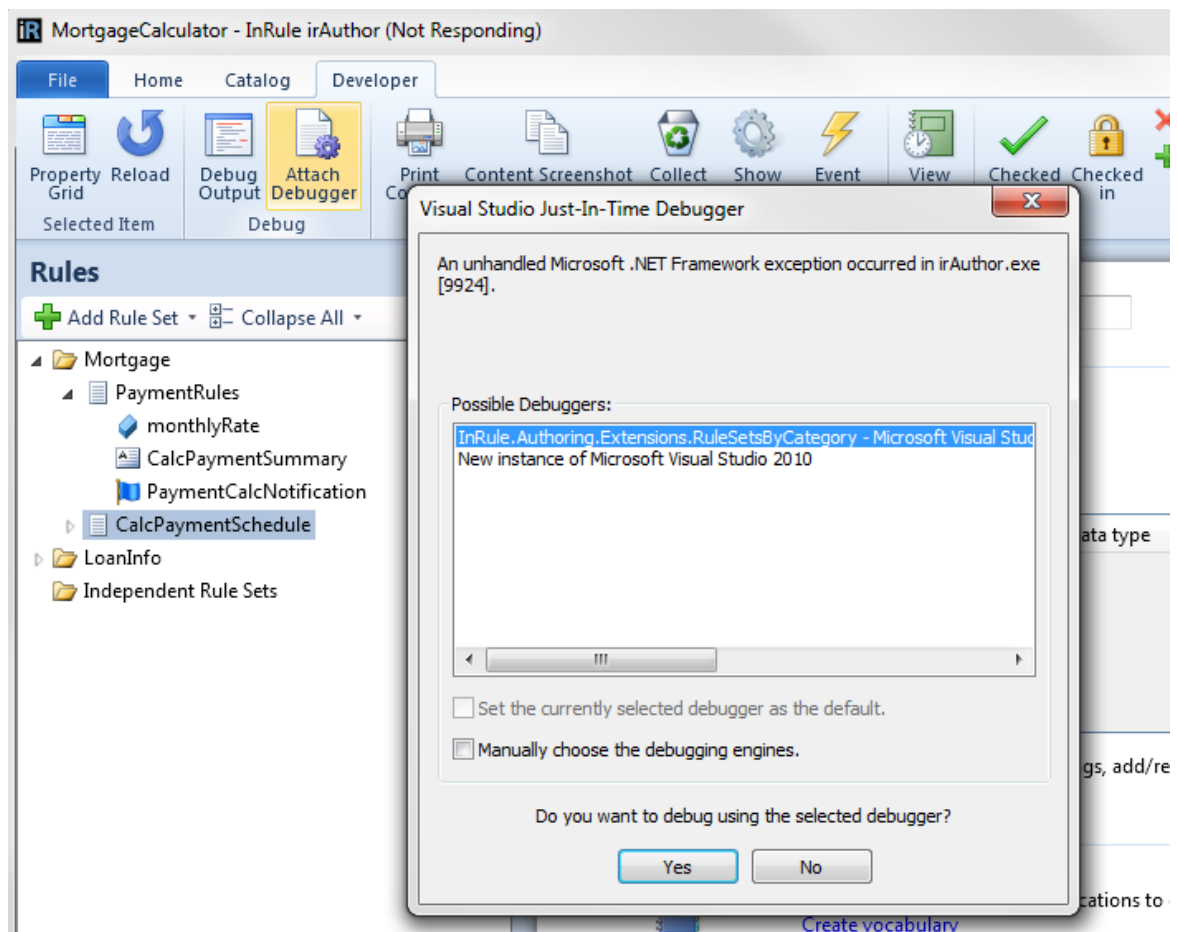 iR MortgageCalculator - InRule irAuthor (Not Responding)
File Home Catalog Developer
Property Grid Reload Debug Output Attach Debugger Print Content Screenshot Collect Show Event View Checked Checked in
Selected Item Debug
Visual Studio Just-In-Time Debugger
x
An unhandled Microsoft .NET Framework exception occurred in irAuthor.exe
[9924].
Rules
Add Rule Set Collapse All
Mortgage
PaymentRules
monthlyRate
CalcPaymentSummary
PaymentCalcNotification
CalcPaymentSchedule
LoanInfo
Independent Rule Sets
Possible Debuggers:
InRule.Authoring.Extensions.RuleSetsByCategory - Microsoft Visual Stud
New instance of Microsoft Visual Studio 2010
ata type
Set the currently selected debugger as the default.
Manually choose the debugging engines.
gs, add/re
Do you want to debug using the selected debugger?
Yes No
cations to
Create vocabulary